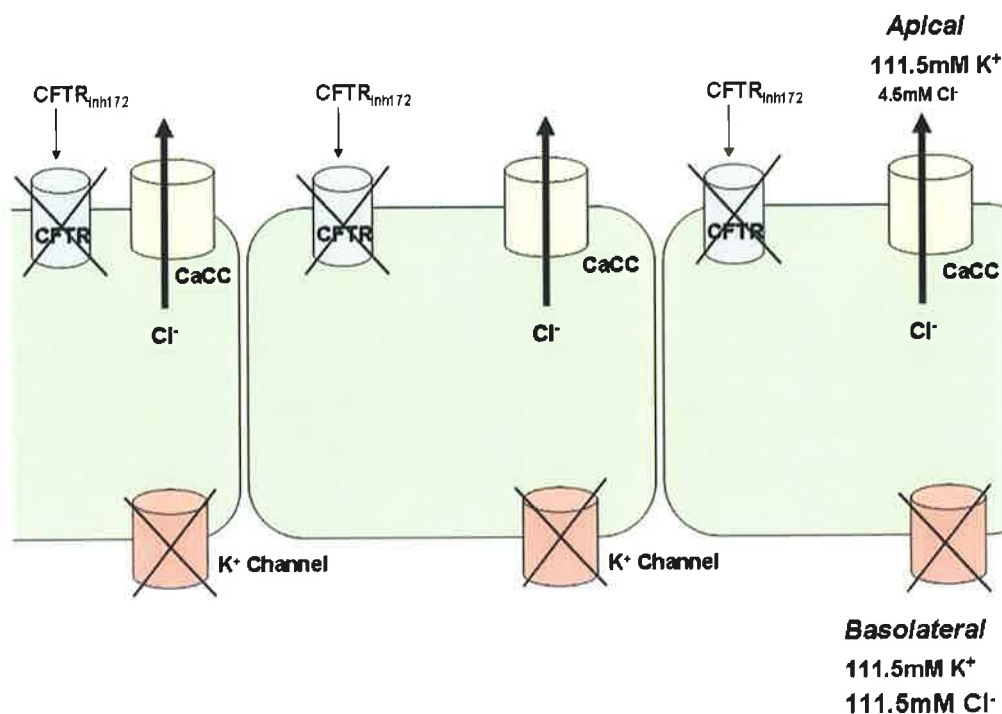 Apical
111.5mM K⁺
4.5mM Cl⁻
CFTRinh172
CFTRinh172
CFTRinh172
CFTR
CFTR
CFTR
CaCC
CaCC
CaCC
Cl⁻
Cl⁻
Cl⁻
K⁺ Channel
K⁺ Channel
Basolateral
111.5mM K⁺
111.5mM Cl⁻